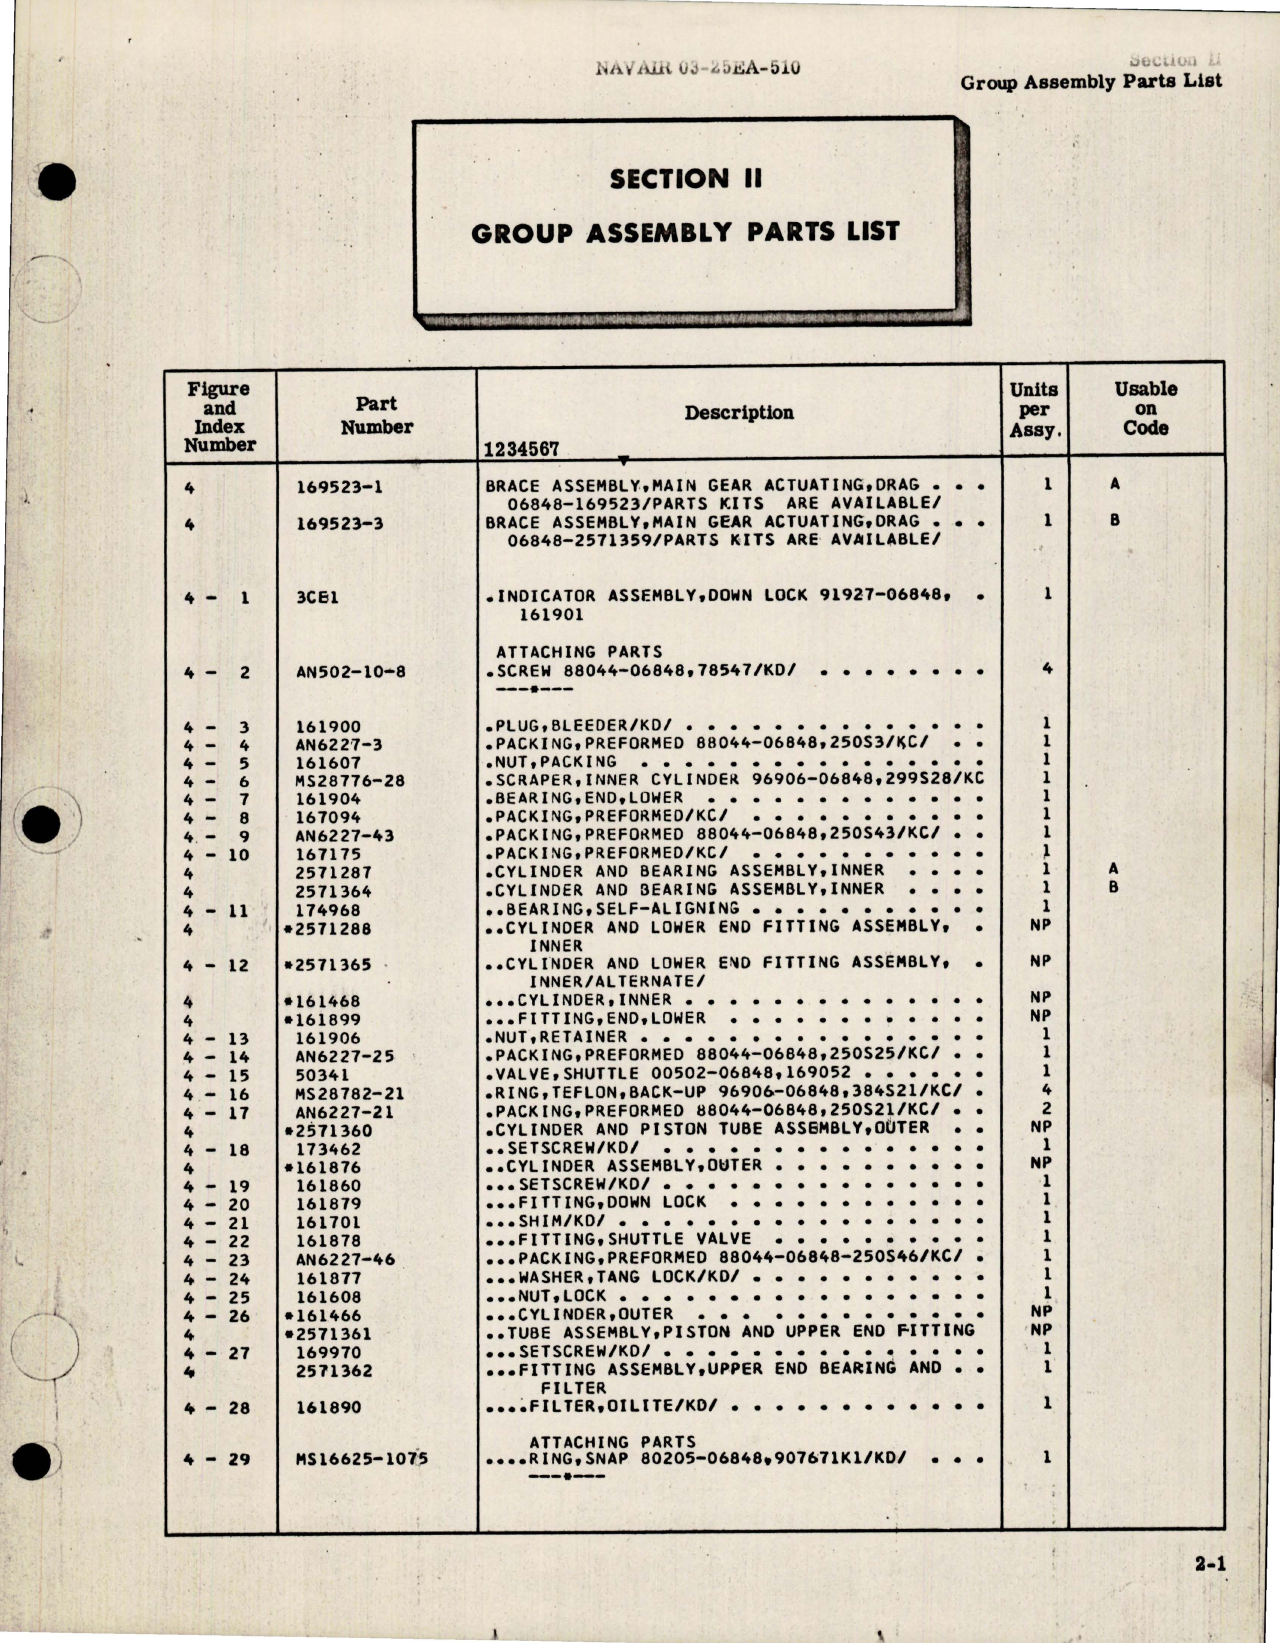 NAVAIR 03-25EA-510
Section II
Group Assembly Parts List
SECTION II
GROUP ASSEMBLY PARTS LIST
Figure and Index Number | Part Number | Description 1234567 | Units per Assy. | Usable on Code
4 169523-1 BRACE ASSEMBLY,MAIN GEAR ACTUATING,DRAG . . . 1 A
06848-169523/PARTS KITS ARE AVAILABLE/
4 169523-3 BRACE ASSEMBLY,MAIN GEAR ACTUATING,DRAG . . . 1 B
06848-2571359/PARTS KITS ARE AVAILABLE/
4 - 1 3CE1 .INDICATOR ASSEMBLY,DOWN LOCK 91927-06848, . 1
161901
ATTACHING PARTS
4 - 2 AN502-10-8 .SCREW 88044-06848,78547/KD/ . . . . . . . . 4
---*---
4 - 3 161900 .PLUG,BLEEDER/KD/ . . . . . . . . . . . . . . 1
4 - 4 AN6227-3 .PACKING,PREFORMED 88044-06848,250S3/KC/ . . 1
4 - 5 161607 .NUT,PACKING . . . . . . . . . . . . . . . 1
4 - 6 MS28776-28 .SCRAPER,INNER CYLINDER 96906-06848,299S28/KC 1
4 - 7 161904 .BEARING,END,LOWER . . . . . . . . . . . . . 1
4 - 8 167094 .PACKING,PREFORMED/KC/ . . . . . . . . . . . 1
4 - 9 AN6227-43 .PACKING,PREFORMED 88044-06848,250S43/KC/ . . 1
4 - 10 167175 .PACKING,PREFORMED/KC/ . . . . . . . . . . . 1
4 2571287 .CYLINDER AND BEARING ASSEMBLY,INNER . . . . 1 A
4 2571364 .CYLINDER AND BEARING ASSEMBLY,INNER . . . . 1 B
4 - 11 174968 ..BEARING,SELF-ALIGNING . . . . . . . . . . . 1
4 *2571288 ..CYLINDER AND LOWER END FITTING ASSEMBLY, . NP
INNER
4 - 12 *2571365 ..CYLINDER AND LOWER END FITTING ASSEMBLY, . NP
INNER/ALTERNATE/
4 *161468 ...CYLINDER,INNER . . . . . . . . . . . . . . NP
4 *161899 ...FITTING,END,LOWER . . . . . . . . . . . . NP
4 - 13 161906 .NUT,RETAINER . . . . . . . . . . . . . . . . 1
4 - 14 AN6227-25 .PACKING,PREFORMED 88044-06848,250S25/KC/ . . 1
4 - 15 50341 .VALVE,SHUTTLE 00502-06848,169052 . . . . . . 1
4 - 16 MS28782-21 .RING,TEFLON,BACK-UP 96906-06848,384S21/KC/ . 4
4 - 17 AN6227-21 .PACKING,PREFORMED 88044-06848,250S21/KC/ . . 2
4 *2571360 .CYLINDER AND PISTON TUBE ASSEMBLY,OUTER . . NP
4 - 18 173462 ..SETSCREW/KD/ . . . . . . . . . . . . . . . 1
4 *161876 ..CYLINDER ASSEMBLY,OUTER . . . . . . . . . . NP
4 - 19 161860 ...SETSCREW/KD/ . . . . . . . . . . . . . . . 1
4 - 20 161879 ...FITTING,DOWN LOCK . . . . . . . . . . . . 1
4 - 21 161701 ...SHIM/KD/ . . . . . . . . . . . . . . . . . 1
4 - 22 161878 ...FITTING,SHUTTLE VALVE . . . . . . . . . . 1
4 - 23 AN6227-46 ...PACKING,PREFORMED 88044-06848-250S46/KC/ . 1
4 - 24 161877 ...WASHER,TANG LOCK/KD/ . . . . . . . . . . . 1
4 - 25 161608 ...NUT,LOCK . . . . . . . . . . . . . . . . . 1
4 - 26 *161466 ...CYLINDER,OUTER . . . . . . . . . . . . . NP
4 *2571361 ..TUBE ASSEMBLY,PISTON AND UPPER END FITTING NP
4 - 27 169970 ...SETSCREW/KD/ . . . . . . . . . . . . . . . 1
4 2571362 ...FITTING ASSEMBLY,UPPER END BEARING AND . . 1
FILTER
4 - 28 161890 ....FILTER,OILITE/KD/ . . . . . . . . . . . . 1
ATTACHING PARTS
4 - 29 MS16625-1075 ....RING,SNAP 80205-06848,907671K1/KD/ . . . 1
---*---
2-1